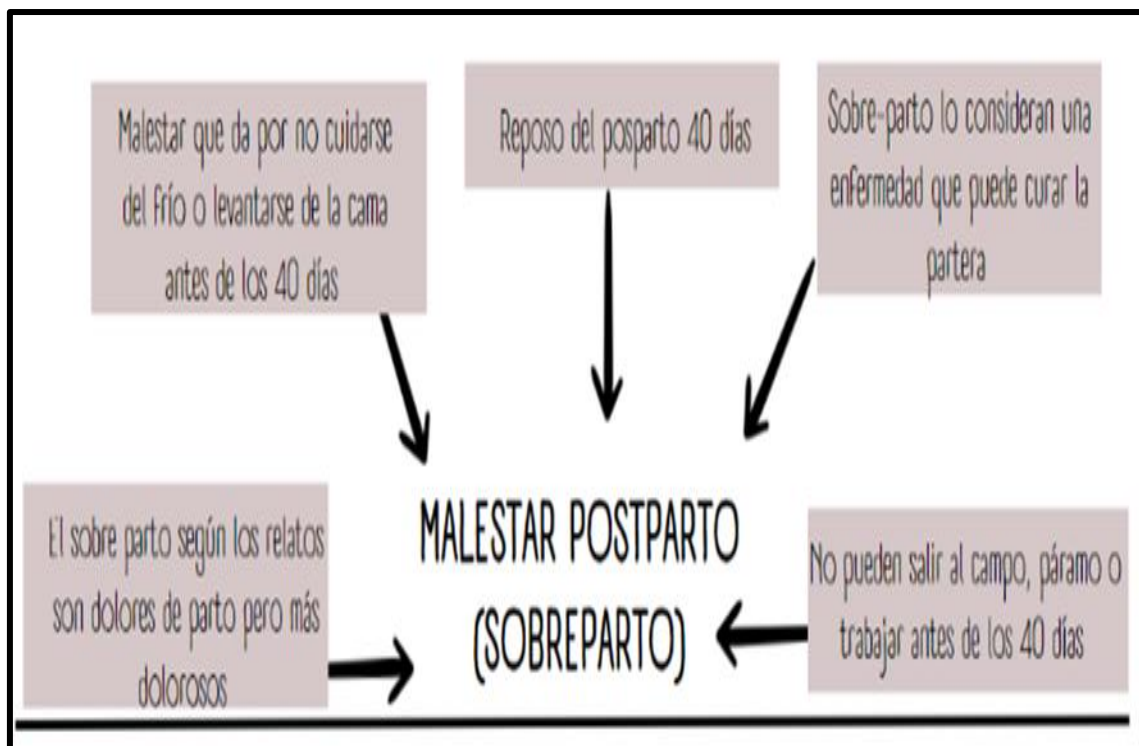 Malestar que da por no cuidarse
del frío o levantarse de la cama
antes de los 40 días
Reposo del posparto 40 días
Sobre-parto lo consideran una
enfermedad que puede curar la
partera
El sobre parto según los relatos
son dolores de parto pero más
dolorosos
MALESTAR POSTPARTO
(SOBREPARTO)
No pueden salir al campo, páramo o
trabajar antes de los 40 días